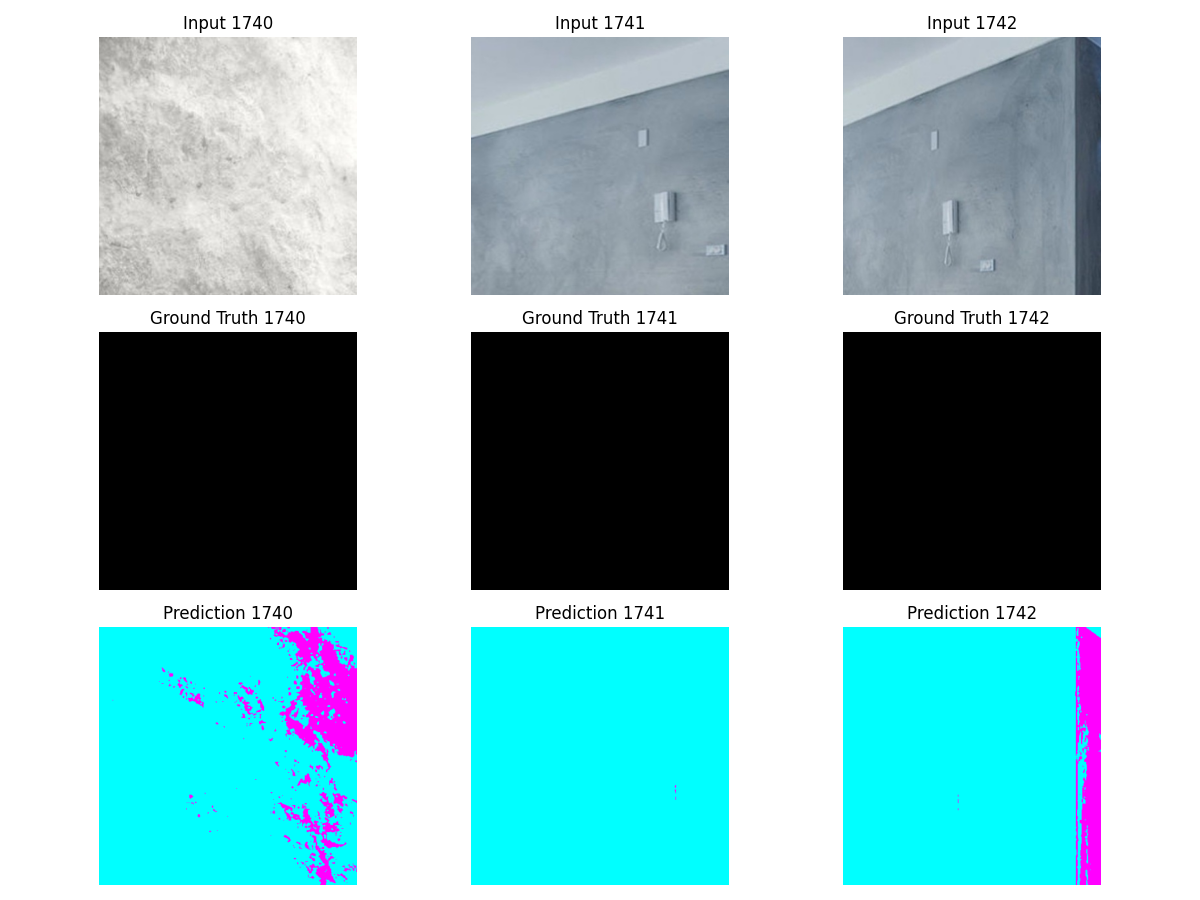 Input 1740
Input 1741
Input 1742
Ground Truth 1740
Ground Truth 1741
Ground Truth 1742
Prediction 1740
Prediction 1741
Prediction 1742